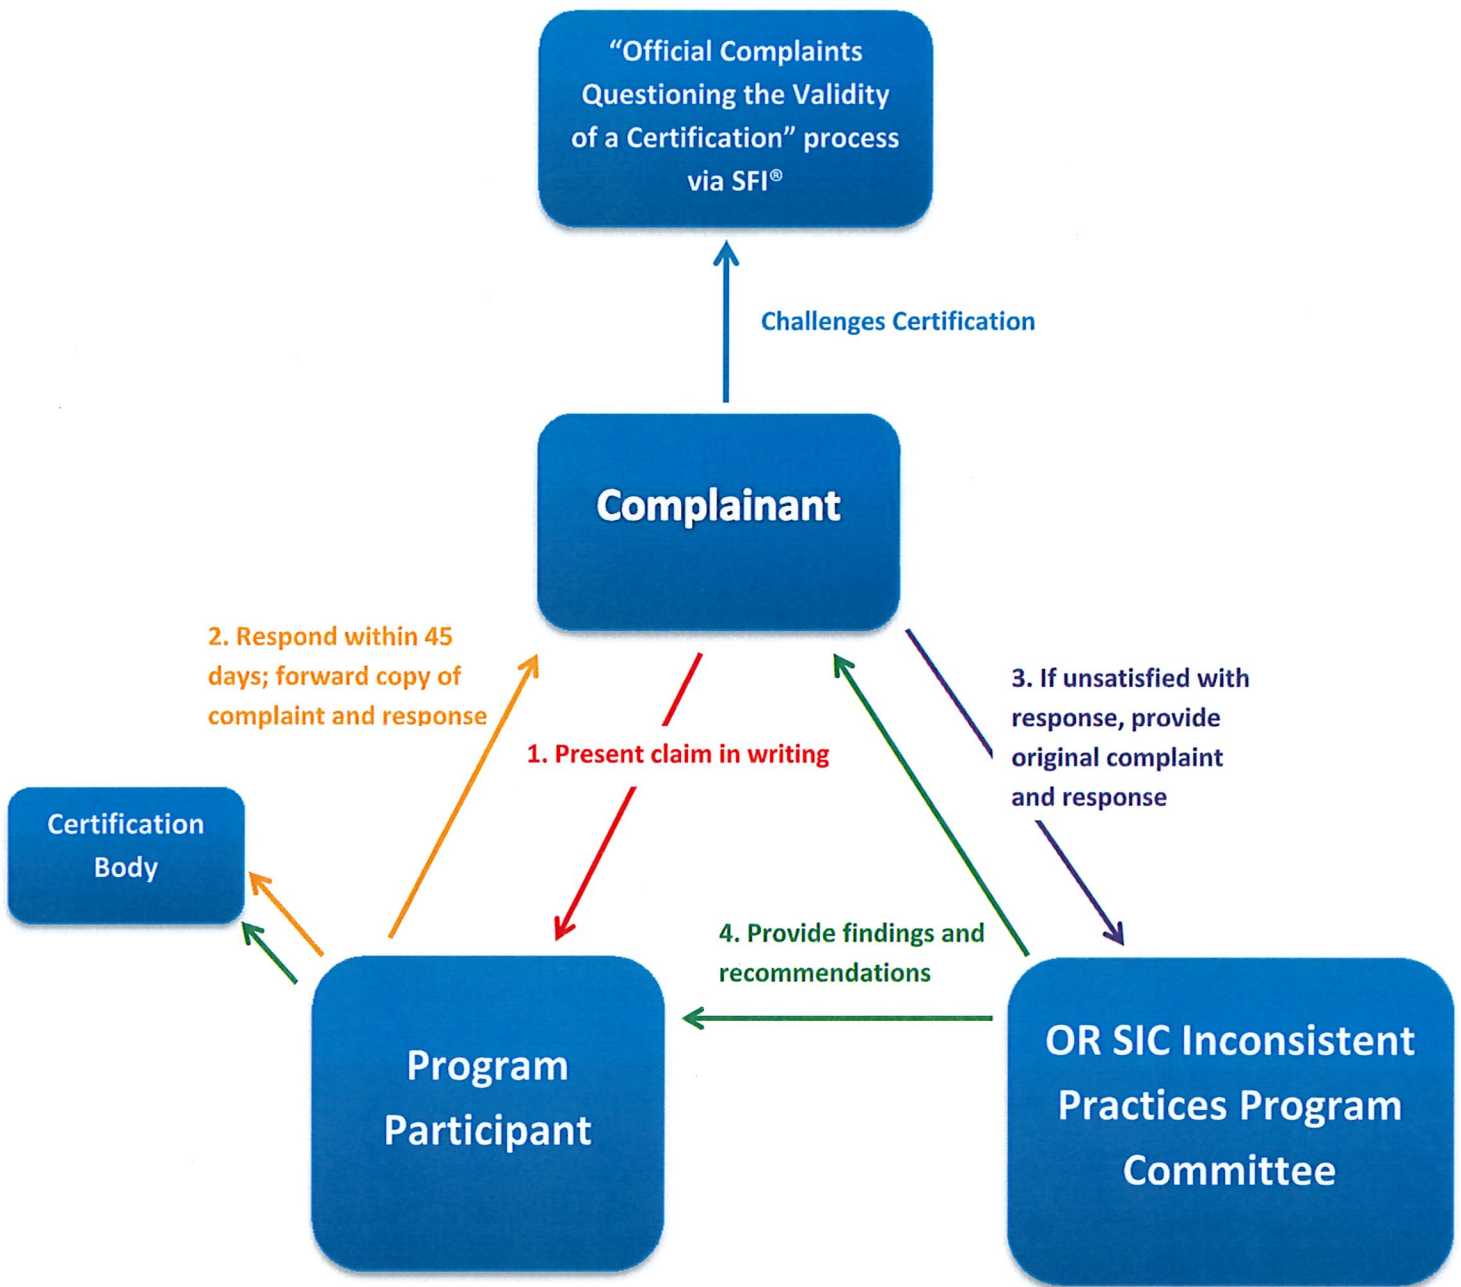 “Official Complaints
Questioning the Validity
of a Certification” process
via SFI®
Challenges Certification
Complainant
2. Respond within 45
days; forward copy of
complaint and response
1. Present claim in writing
3. If unsatisfied with
response, provide
original complaint
and response
Certification
Body
4. Provide findings and
recommendations
Program
Participant
OR SIC Inconsistent
Practices Program
Committee